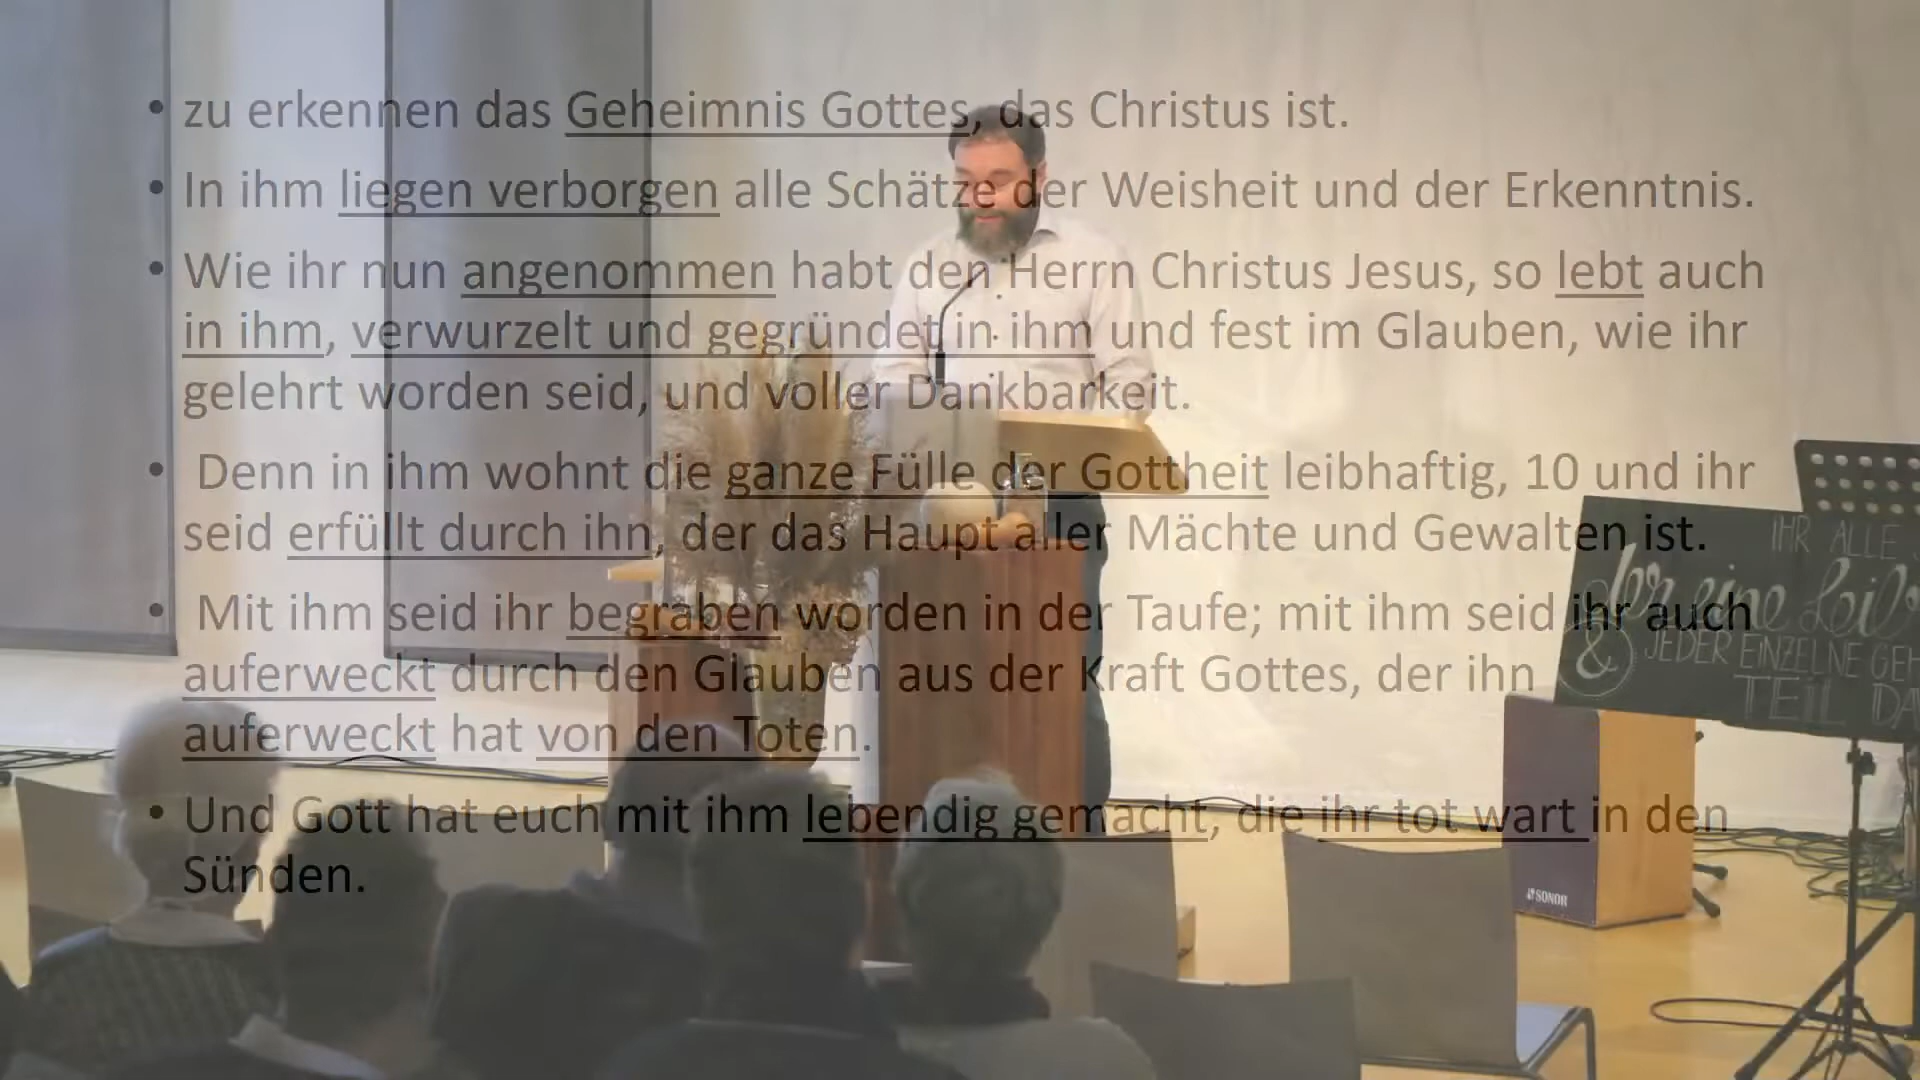 • zu erkennen das Geheimnis Gottes, das Christus ist.
• In ihm liegen verborgen alle Schätze der Weisheit und der Erkenntnis.
• Wie ihr nun angenommen habt den Herrn Christus Jesus, so lebt auch
in ihm, verwurzelt und gegründet in ihm und fest im Glauben, wie ihr
gelehrt worden seid, und voller Dankbarkeit.
• Denn in ihm wohnt die ganze Fülle der Gottheit leibhaftig, 10 und ihr
seid erfüllt durch ihn, der das Haupt aller Mächte und Gewalten ist.
• Mit ihm seid ihr begraben worden in der Taufe; mit ihm seid ihr auch
auferweckt durch den Glauben aus der Kraft Gottes, der ihn
auferweckt hat von den Toten.
• Und Gott hat euch mit ihm lebendig gemacht, die ihr tot wart in den
Sünden.
IHR ALLE
der eine Leib
& JEDER EINZELNE GEH
TEIL DA
SONOR